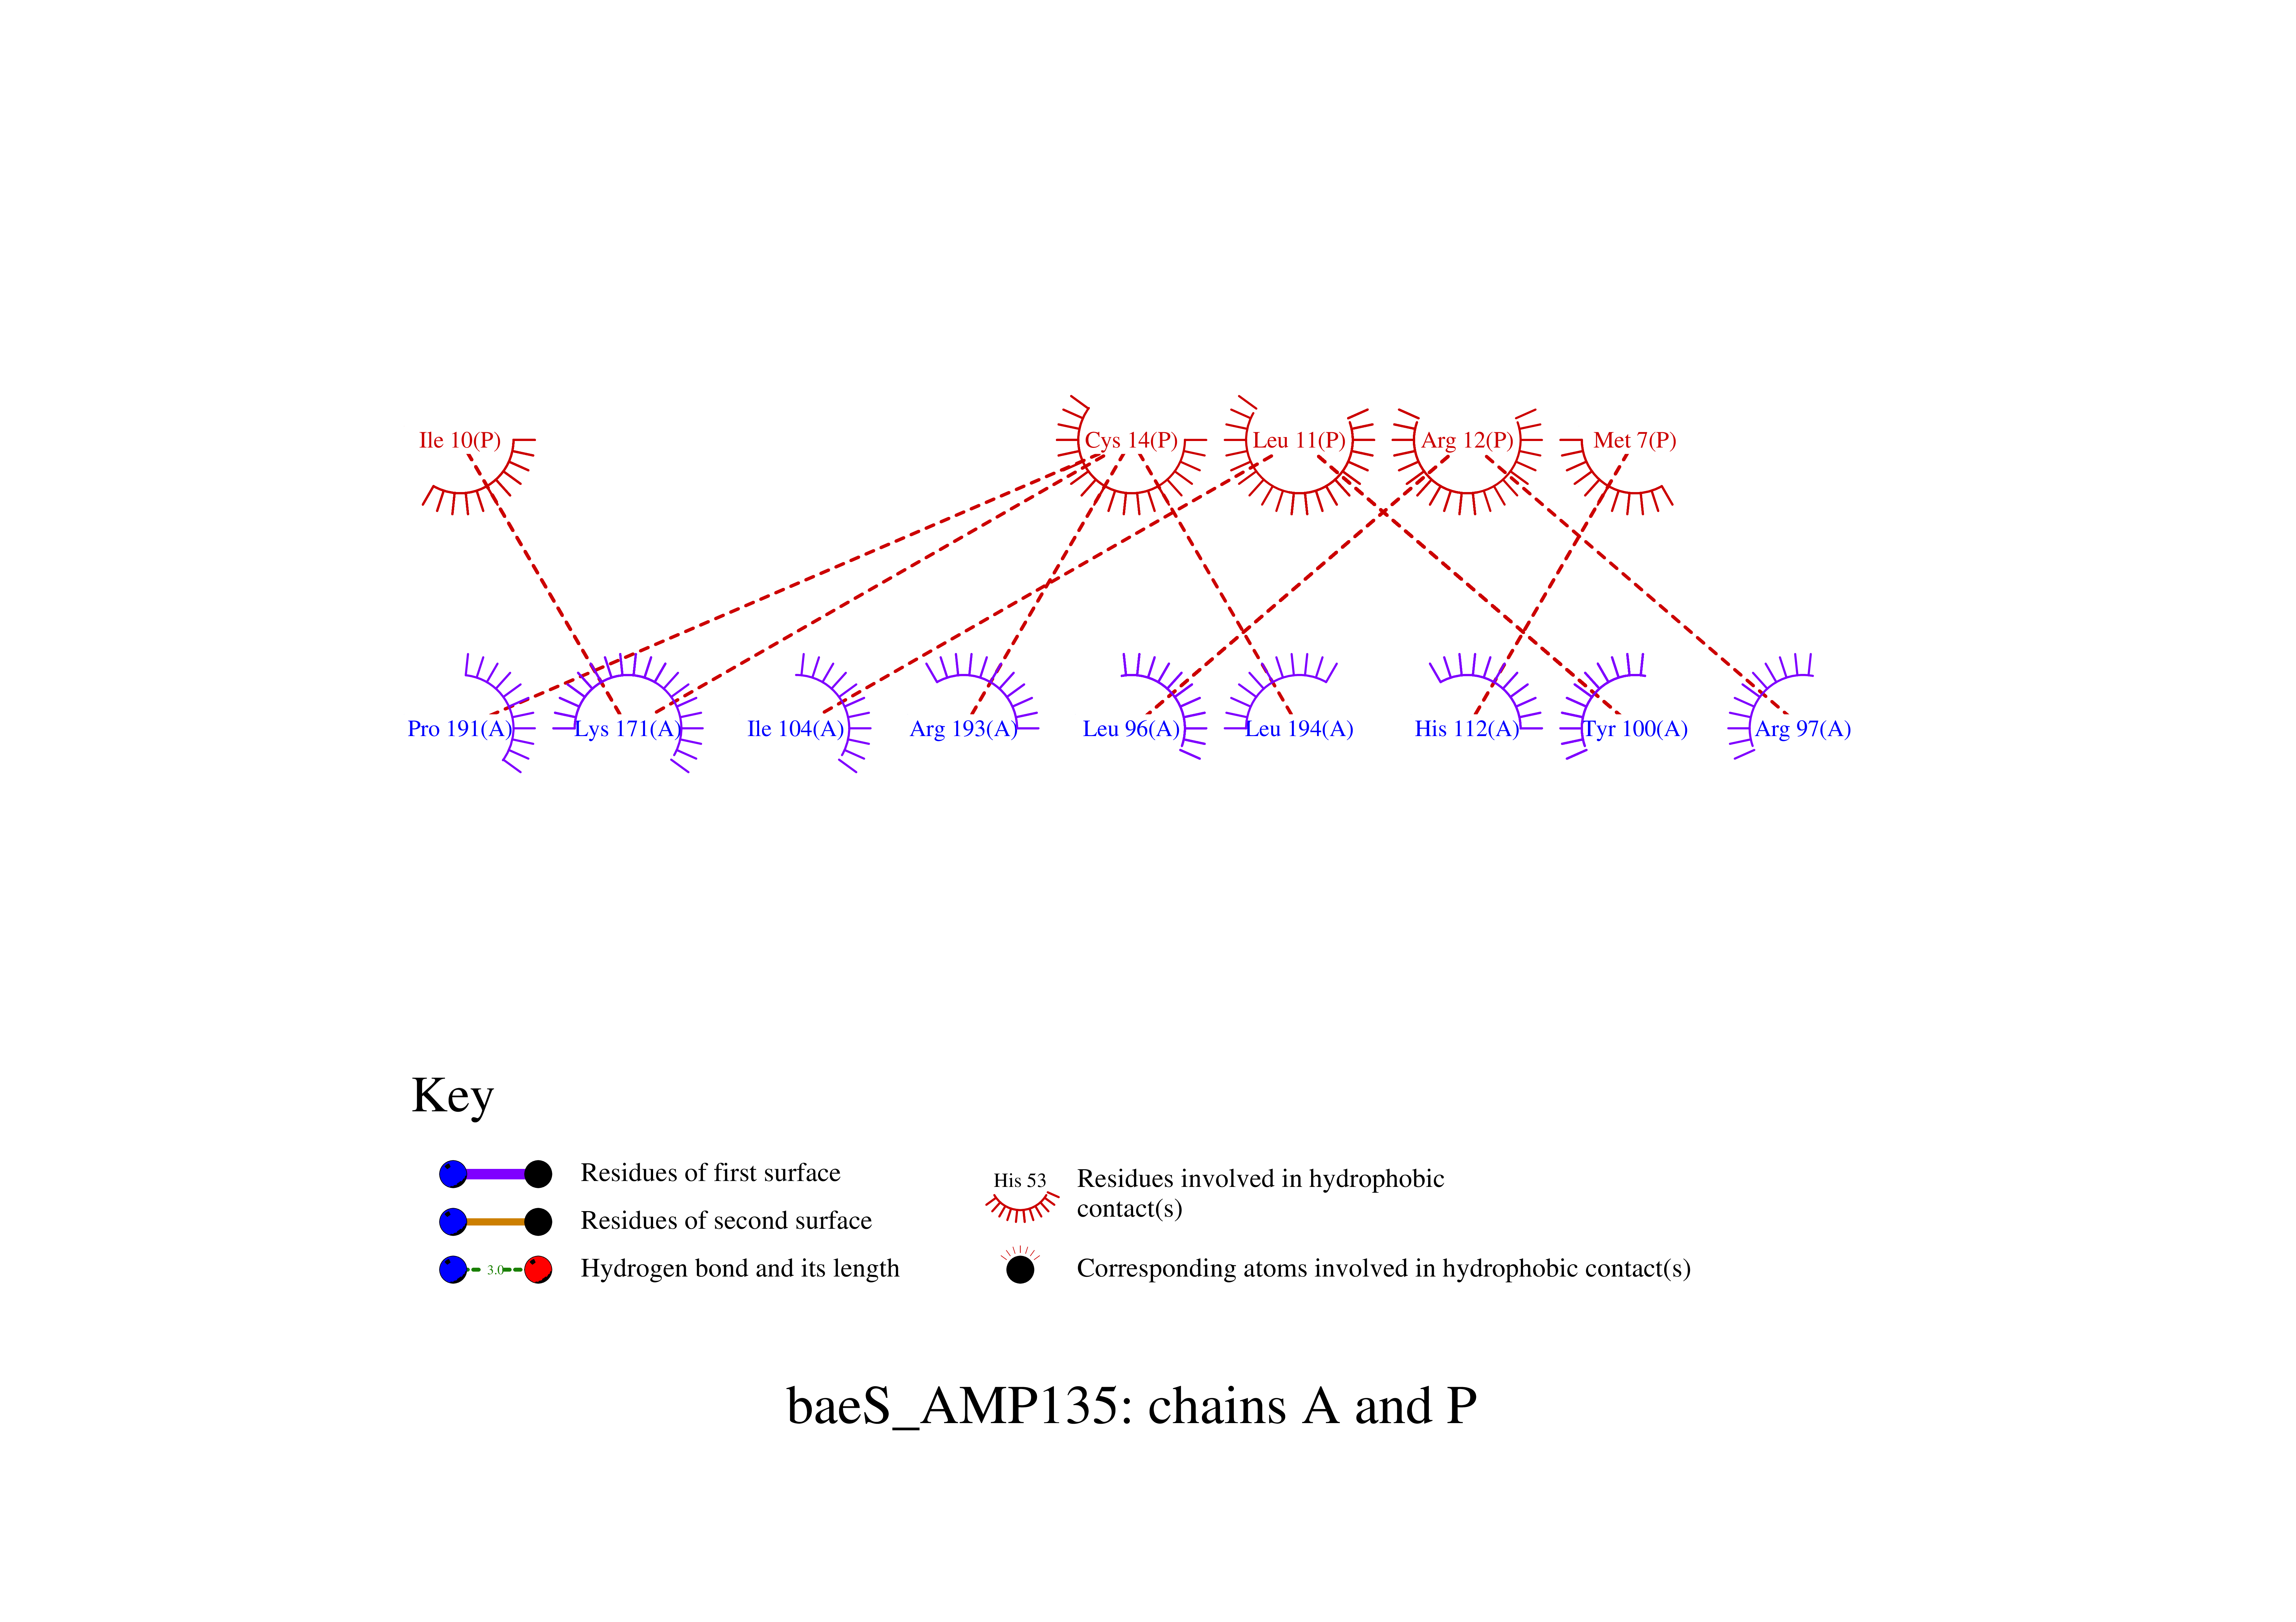 Ile 10(P) Cys 14(P) Leu 11(P) Arg 12(P) Met 7(P)
Pro 191(A) Lys 171(A) Ile 104(A) Arg 193(A) Leu 96(A) Leu 194(A) His 112(A) Tyr 100(A) Arg 97(A)
Key
Residues of first surface
Residues of second surface
3.0 Hydrogen bond and its length
His 53 Residues involved in hydrophobic
contact(s)
Corresponding atoms involved in hydrophobic contact(s)
baeS_AMP135: chains A and P